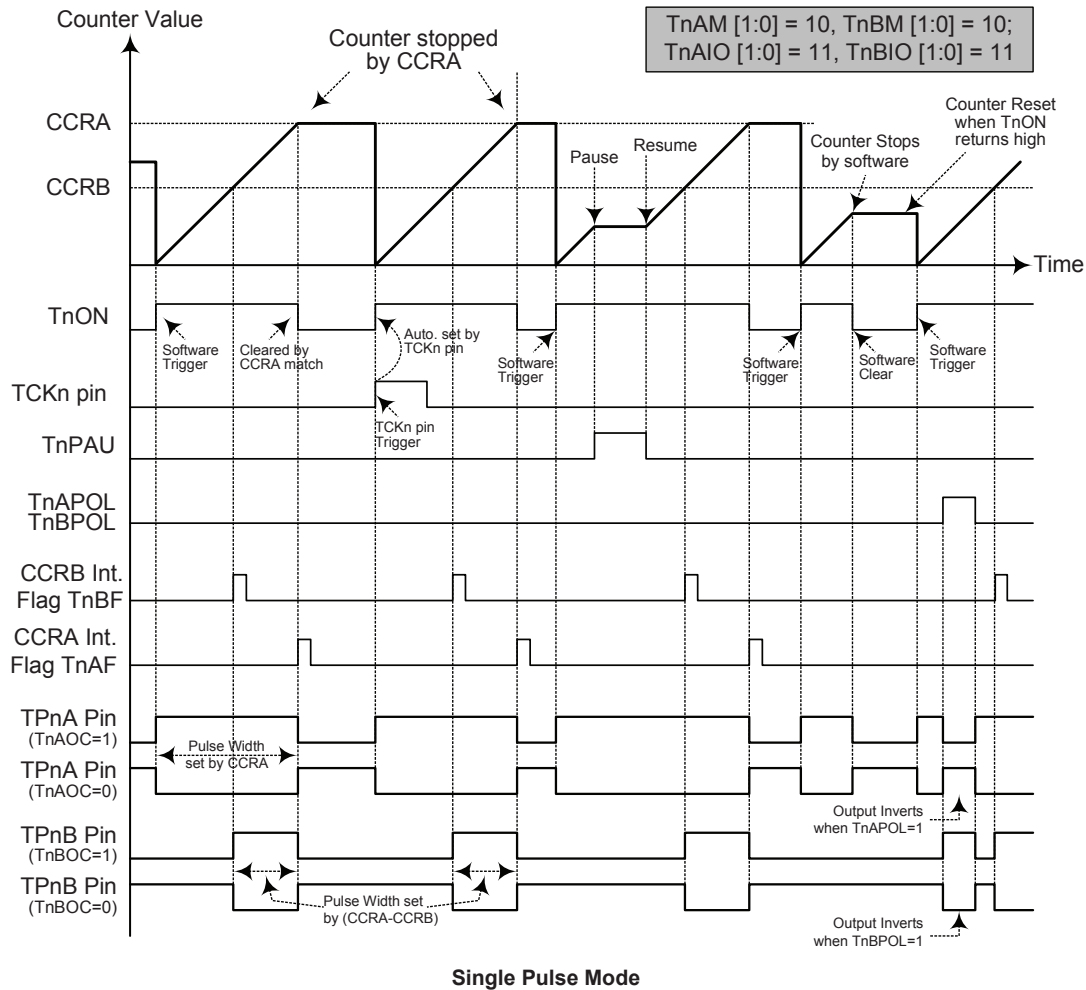 Counter Value
TnAM [1:0] = 10, TnBM [1:0] = 10;
TnAIO [1:0] = 11, TnBIO [1:0] = 11
Counter stopped
by CCRA
CCRA
CCRB
Pause
Resume
Counter Stops
by software
Counter Reset
when TnON
returns high
Time
TnON
Software
Trigger
Cleared by
CCRA match
Auto. set by
TCKn pin
Software
Trigger
Software
Trigger
Software
Clear
Software
Trigger
TCKn pin
TCKn pin
Trigger
TnPAU
TnAPOL
TnBPOL
CCRB Int.
Flag TnBF
CCRA Int.
Flag TnAF
TPnA Pin
(TnAOC=1)
Pulse Width
set by CCRA
TPnA Pin
(TnAOC=0)
Output Inverts
when TnAPOL=1
TPnB Pin
(TnBOC=1)
TPnB Pin
(TnBOC=0)
Pulse Width set
by (CCRA-CCRB)
Output Inverts
when TnBPOL=1
Single Pulse Mode